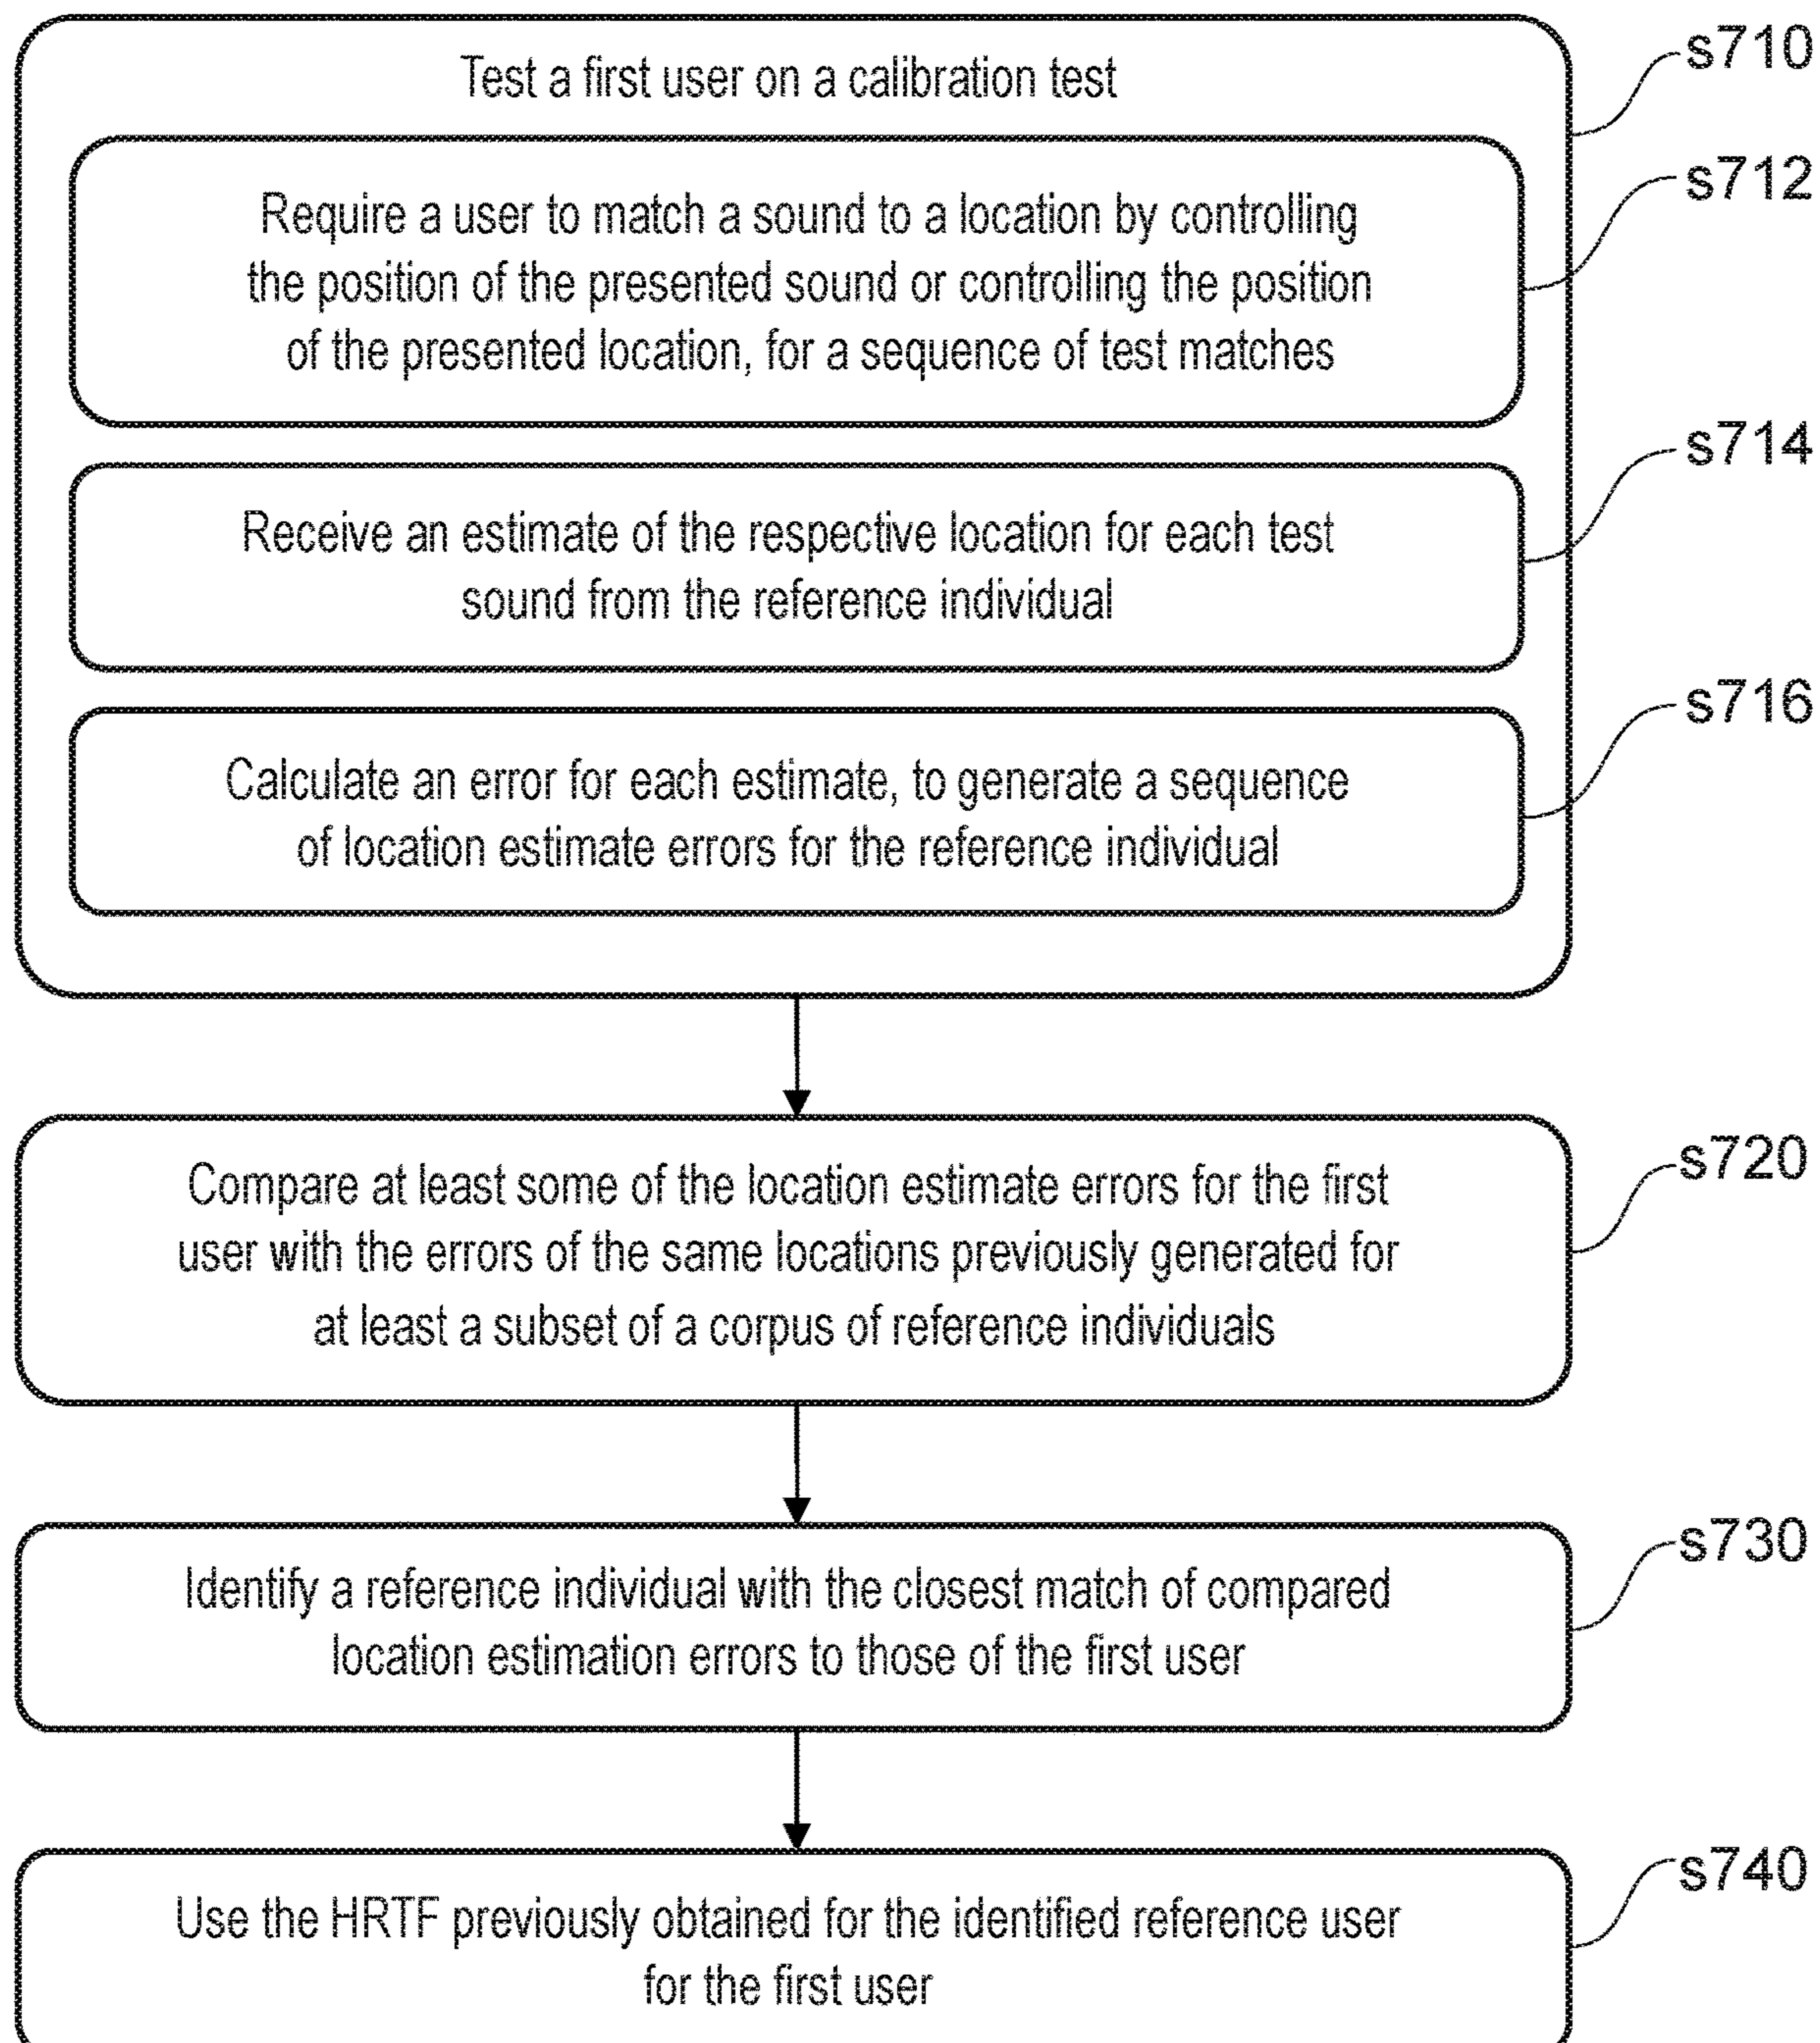 Test a first user on a calibration test
s710
Require a user to match a sound to a location by controlling
the position of the presented sound or controlling the position
of the presented location, for a sequence of test matches
s712
Receive an estimate of the respective location for each test
sound from the reference individual
s714
Calculate an error for each estimate, to generate a sequence
of location estimate errors for the reference individual
s716
Compare at least some of the location estimate errors for the first
user with the errors of the same locations previously generated for
at least a subset of a corpus of reference individuals
s720
Identify a reference individual with the closest match of compared
location estimation errors to those of the first user
s730
Use the HRTF previously obtained for the identified reference user
for the first user
s740